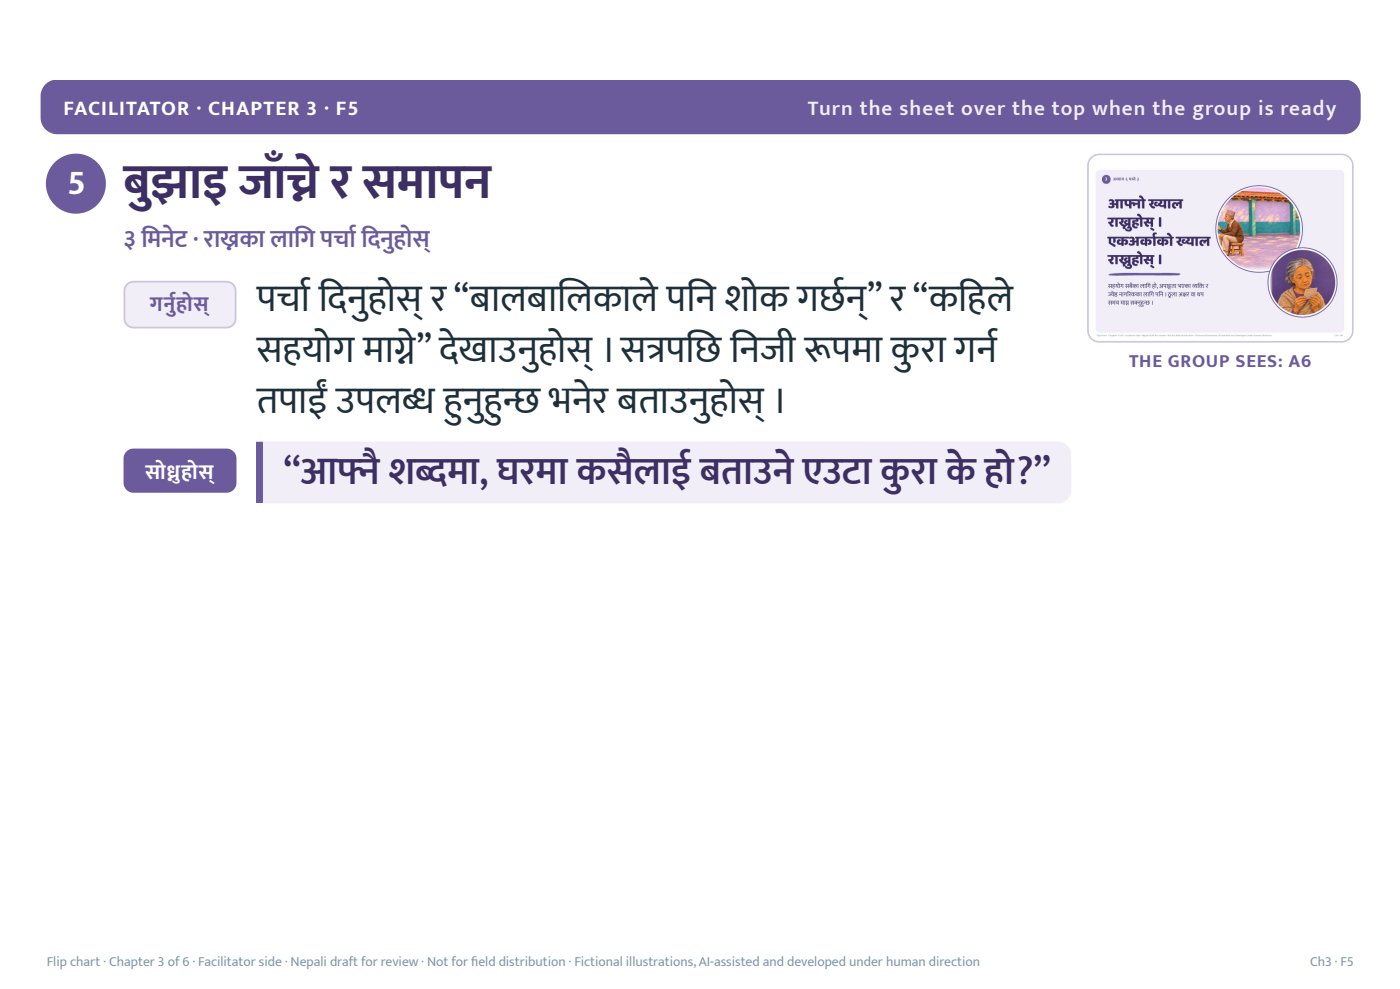 FACILITATOR · CHAPTER 3 · F5
Turn the sheet over the top when the group is ready
5
बुझाइ जाँच्ने र समापन
३ मिनेट · राख्नका लागि पर्चा दिनुहोस्
गर्नुहोस्
पर्चा दिनुहोस् र “बालबालिकाले पनि शोक गर्छन्” र “कहिले
सहयोग माग्ने” देखाउनुहोस् । सत्रपछि निजी रूपमा कुरा गर्न
तपाईं उपलब्ध हुनुहुन्छ भनेर बताउनुहोस् ।
सोध्नुहोस्
“आफ्नै शब्दमा, घरमा कसैलाई बताउने एउटा कुरा के हो?”
आफ्नो ख्याल
राख्नुहोस् ।
एकअर्काको ख्याल
राख्नुहोस् ।
THE GROUP SEES: A6
Flip chart · Chapter 3 of 6 · Facilitator side · Nepali draft for review · Not for field distribution · Fictional illustrations, AI-assisted and developed under human direction
Ch3 · F5